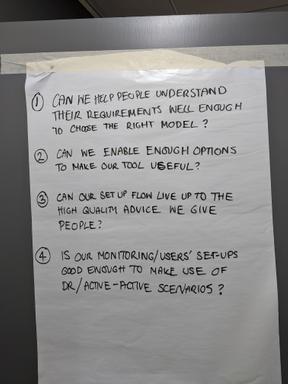 ① CAN WE HELP PEOPLE UNDERSTAND
THEIR REQUIREMENTS WELL ENOUGH
TO CHOOSE THE RIGHT MODEL?
② CAN WE ENABLE ENOUGH OPTIONS
TO MAKE OUR TOOL USEFUL?
③ CAN OUR SET UP FLOW LIVE UP TO THE
HIGH QUALITY ADVICE WE GIVE
PEOPLE?
④ IS OUR MONITORING/USERS' SET-UPS
GOOD ENOUGH TO MAKE USE OF
DR/ACTIVE-ACTIVE SCENARIOS?